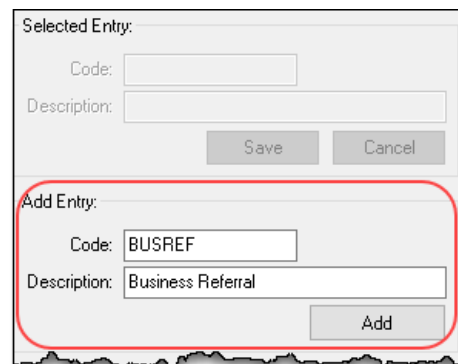 Selected Entry:
Code:
Description:
Save Cancel
Add Entry:
Code: BUSREF
Description: Business Referral
Add